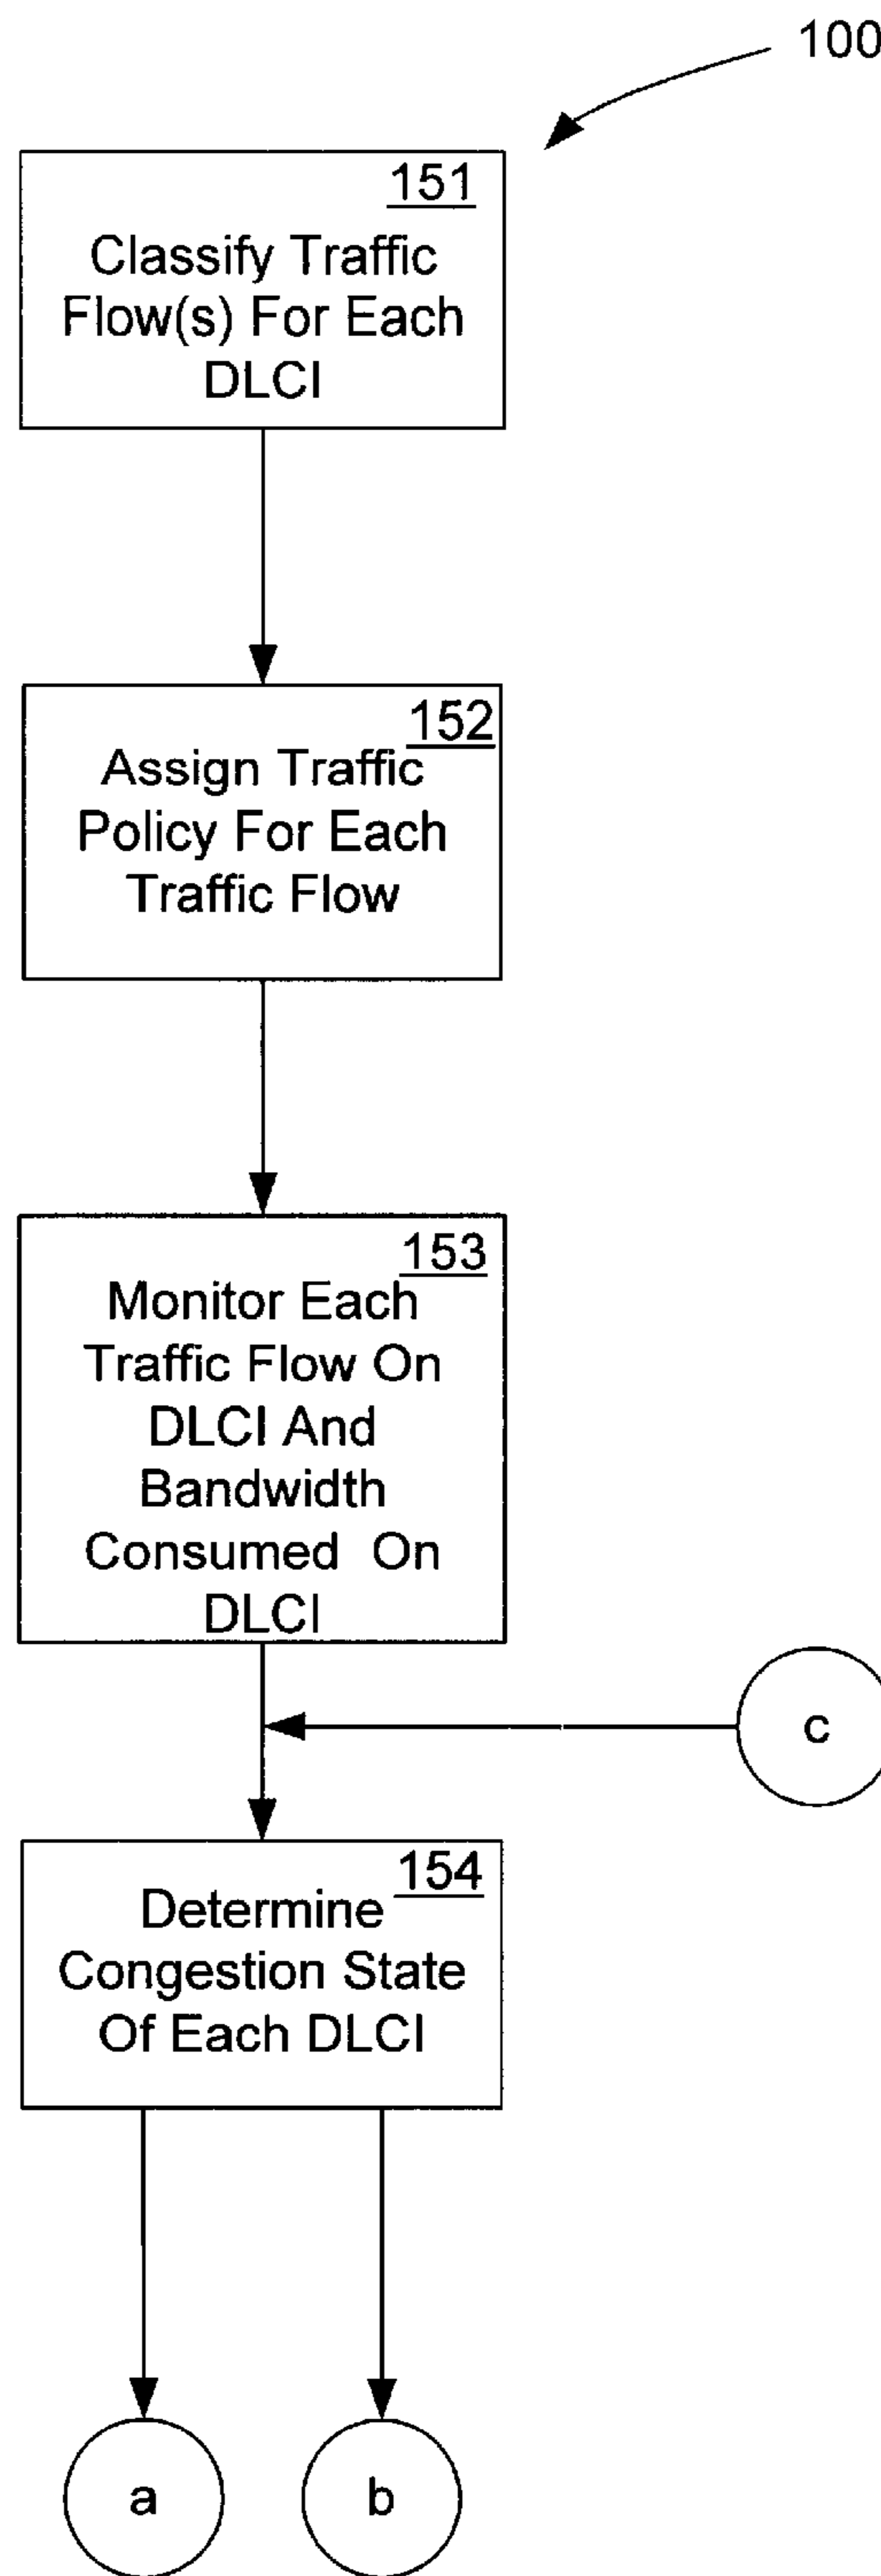 100
151
Classify Traffic
Flow(s) For Each
DLCI
152
Assign Traffic
Policy For Each
Traffic Flow
153
Monitor Each
Traffic Flow On
DLCI And
Bandwidth
Consumed On
DLCI
c
154
Determine
Congestion State
Of Each DLCI
a b